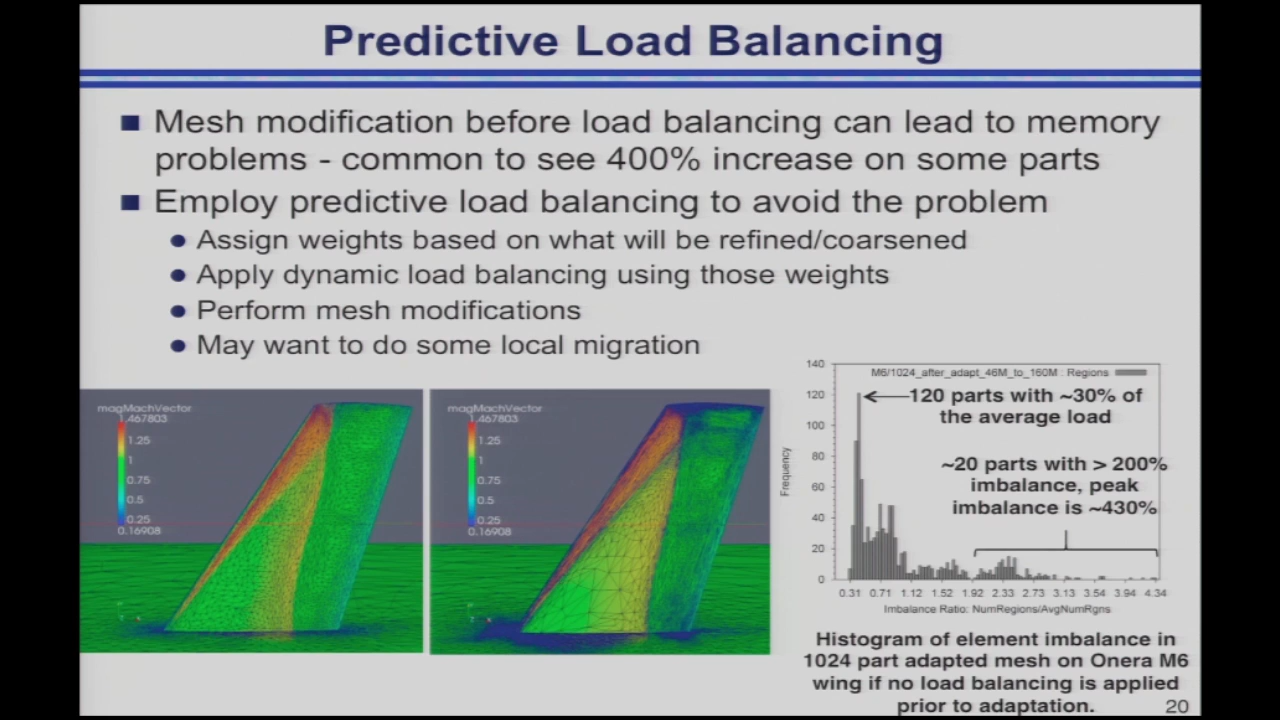 Predictive Load Balancing
Mesh modification before load balancing can lead to memory
problems - common to see 400% increase on some parts
Employ predictive load balancing to avoid the problem
Assign weights based on what will be refined/coarsened
Apply dynamic load balancing using those weights
Perform mesh modifications
May want to do some local migration
magMachVector
1.467803
1.25
1
0.75
0.5
0.25
0.16908
magMachVector
1.467803
1.25
1
0.75
0.5
0.25
0.16908
M6/1024_after_adapt_46M_to_160M : Regions
120 parts with ~30% of
the average load
~20 parts with > 200%
imbalance, peak
imbalance is ~430%
Frequency
140
120
100
80
60
40
20
0
0.31 0.71 1.12 1.52 1.92 2.33 2.73 3.13 3.54 3.94 4.34
Imbalance Ratio: NumRegions/AvgNumRgns
Histogram of element imbalance in
1024 part adapted mesh on Onera M6
wing if no load balancing is applied
prior to adaptation.
20